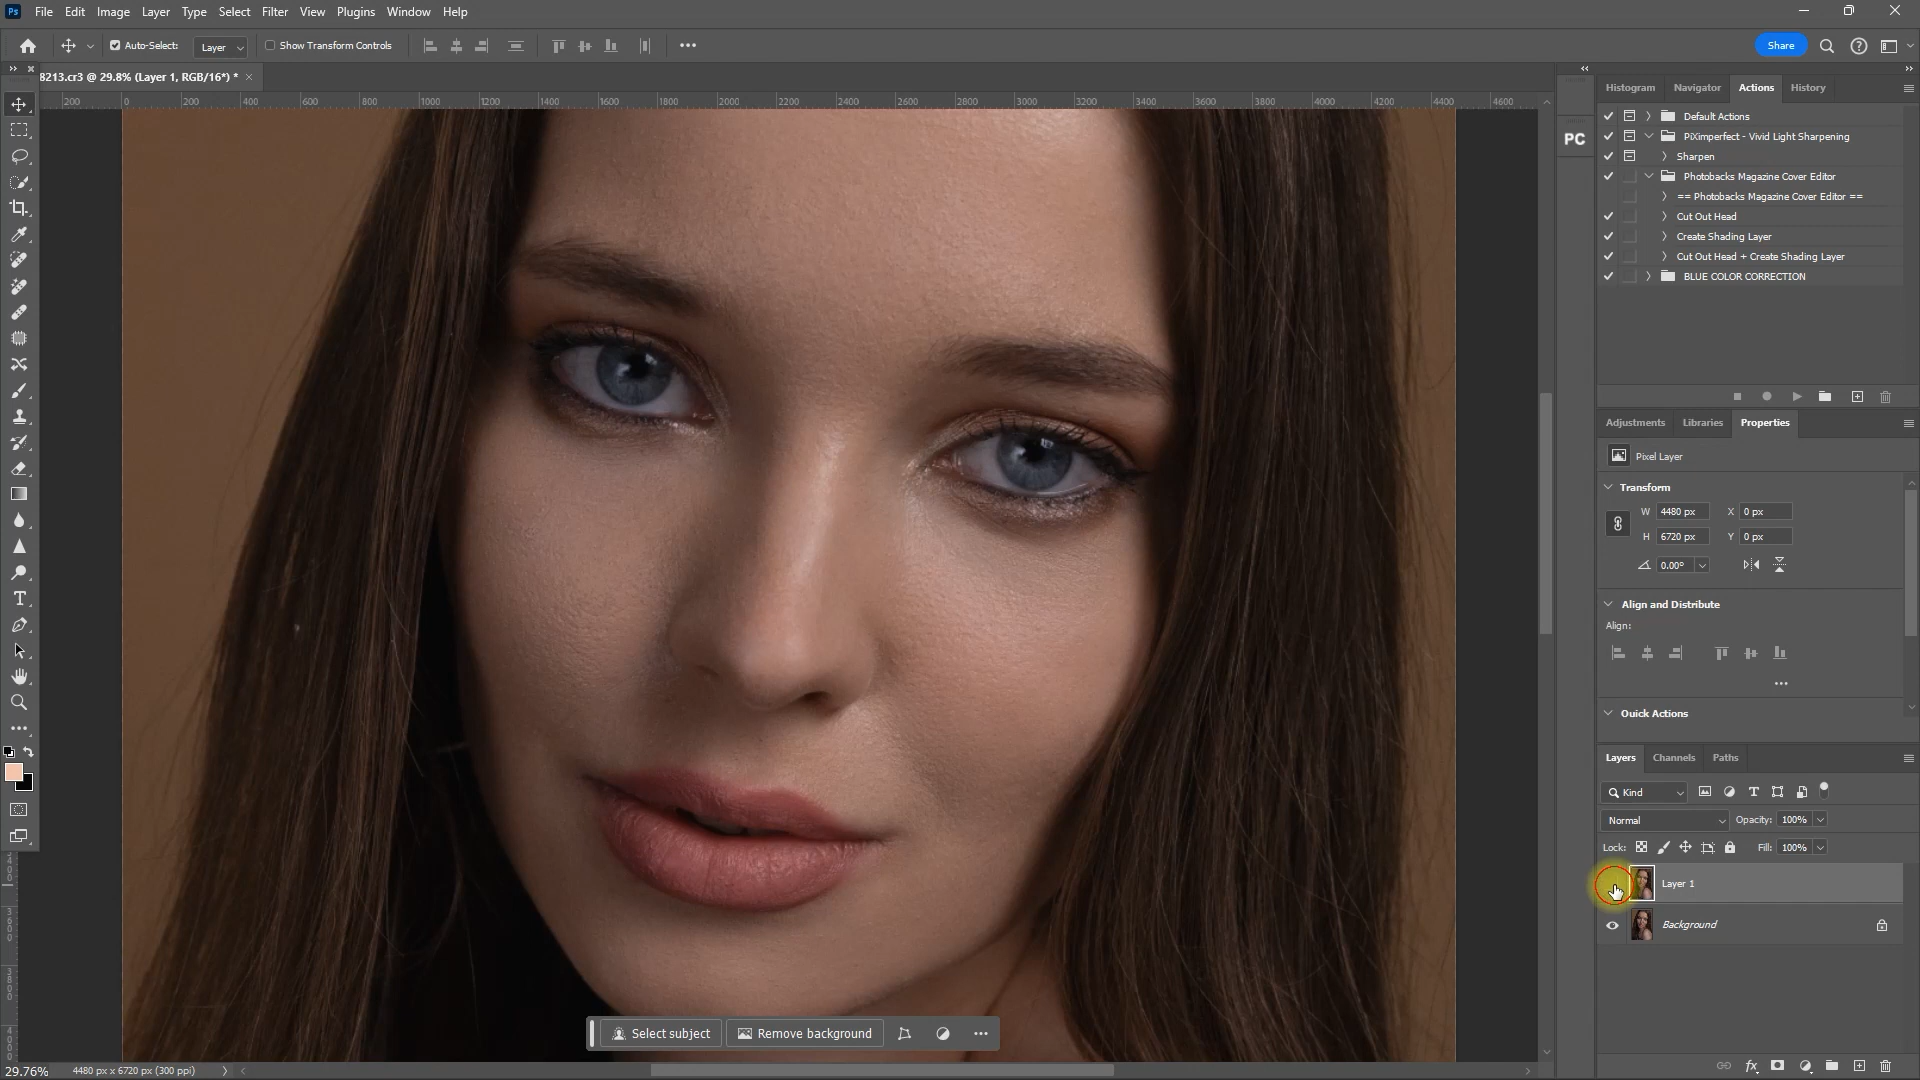 Ps File Edit Image Layer Type Select Filter View Plugins Window Help
Auto-Select: Layer Show Transform Controls Share
8213.cr3 @ 29.8% (Layer 1, RGB/16*) *
200 0 200 400 600 800 1000 1200 1400 1600 1800 2000 2200 2400 2600 2800 3000 3200 3400 3600 3800 4000 4200 4400 4600
PC
Histogram Navigator Actions History
Default Actions
PiXimperfect - Vivid Light Sharpening
Sharpen
Photobacks Magazine Cover Editor
== Photobacks Magazine Cover Editor ==
Cut Out Head
Create Shading Layer
Cut Out Head + Create Shading Layer
BLUE COLOR CORRECTION
Adjustments Libraries Properties
Pixel Layer
Transform
W 4480 px X 0 px
H 6720 px Y 0 px
0.00°
Align and Distribute
Align:
Quick Actions
Layers Channels Paths
Kind
Normal Opacity: 100%
Lock: Fill: 100%
Layer 1
Background
3400
3600
3800
4000
Select subject Remove background
29.76% 4480 px x 6720 px (300 ppi)